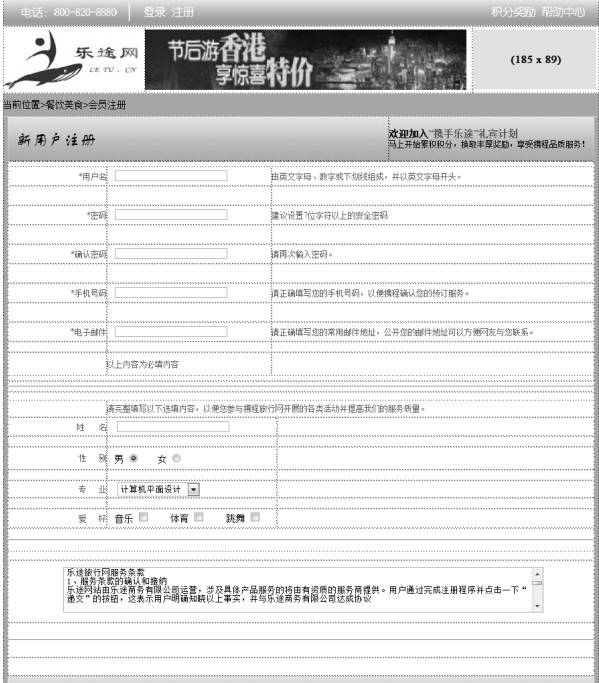 电话：800-820-8880 登录 注册 积分奖励 帮助中心
乐途网
LE TU . CN
节后游香港
享惊喜特价
(185 x 89)
当前位置>餐饮美食>会员注册
新用户注册
欢迎加入“携手乐途”礼宾计划
马上开始累积积分，换取丰厚奖励，享受携程品质服务！
*用户名 由英文字母、数字或下划线组成，并以英文字母开头。
*密码 建议设置7位字符以上的安全密码
*确认密码 请再次输入密码。
*手机号码 请正确填写您的手机号码，以便携程确认您的预订服务。
*电子邮件 请正确填写您的常用邮件地址，公开您的邮件地址可以方便网友与您联系。
以上内容为必填内容
请完整填写以下选填内容，以便您参与携程旅行网开展的各类活动并提高我们的服务质量。
姓 名
性 别 男 女
专 业 计算机平面设计
爱 好 音乐 体育 跳舞
乐途旅行网服务条款
1、服务条款的确认和接纳
乐途网站由乐途商务有限公司运营，涉及具体产品服务的将由有资质的服务商提供。用户通过完成注册程序并点击一下“
递交”的按钮，这表示用户明确知晓以上事实，并与乐途商务有限公司达成协议